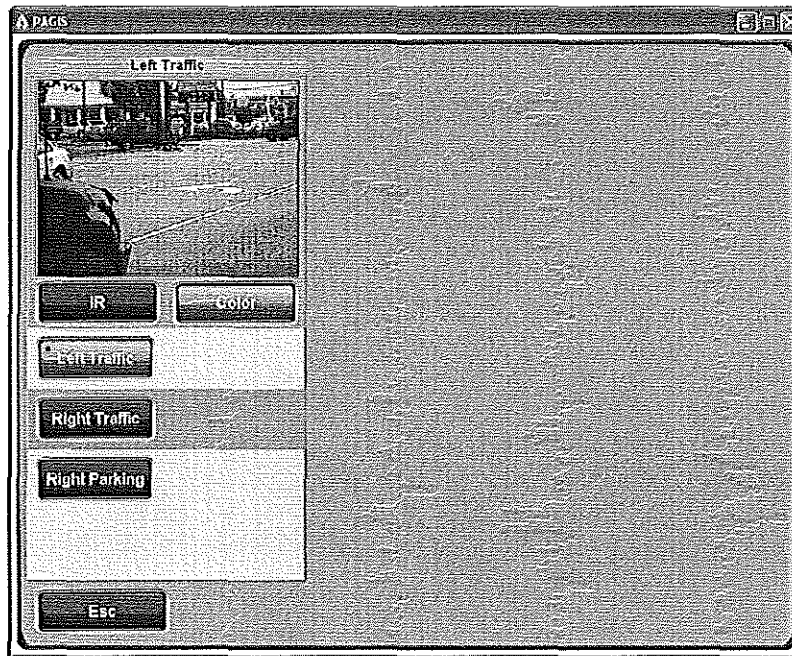 PAGIS
Left Traffic
IR
Color
Left Traffic
Right Traffic
Right Parking
Esc